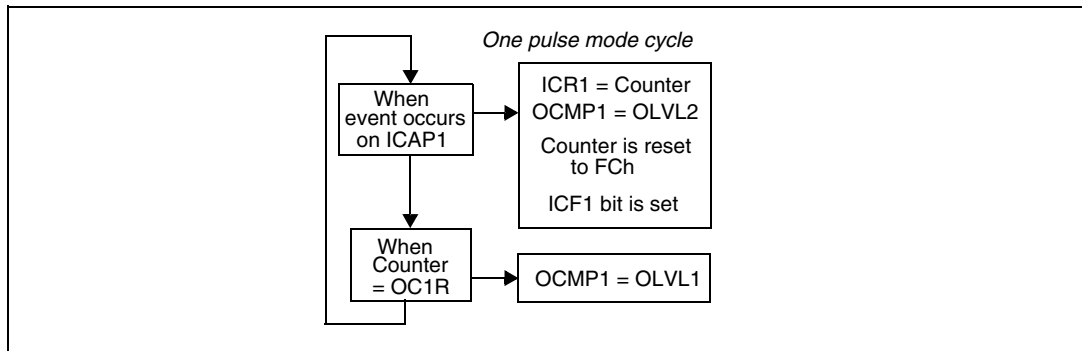 One pulse mode cycle
When
event occurs
on ICAP1
ICR1 = Counter
OCMP1 = OLVL2
Counter is reset
to FCh
ICF1 bit is set
When
Counter
= OC1R
OCMP1 = OLVL1